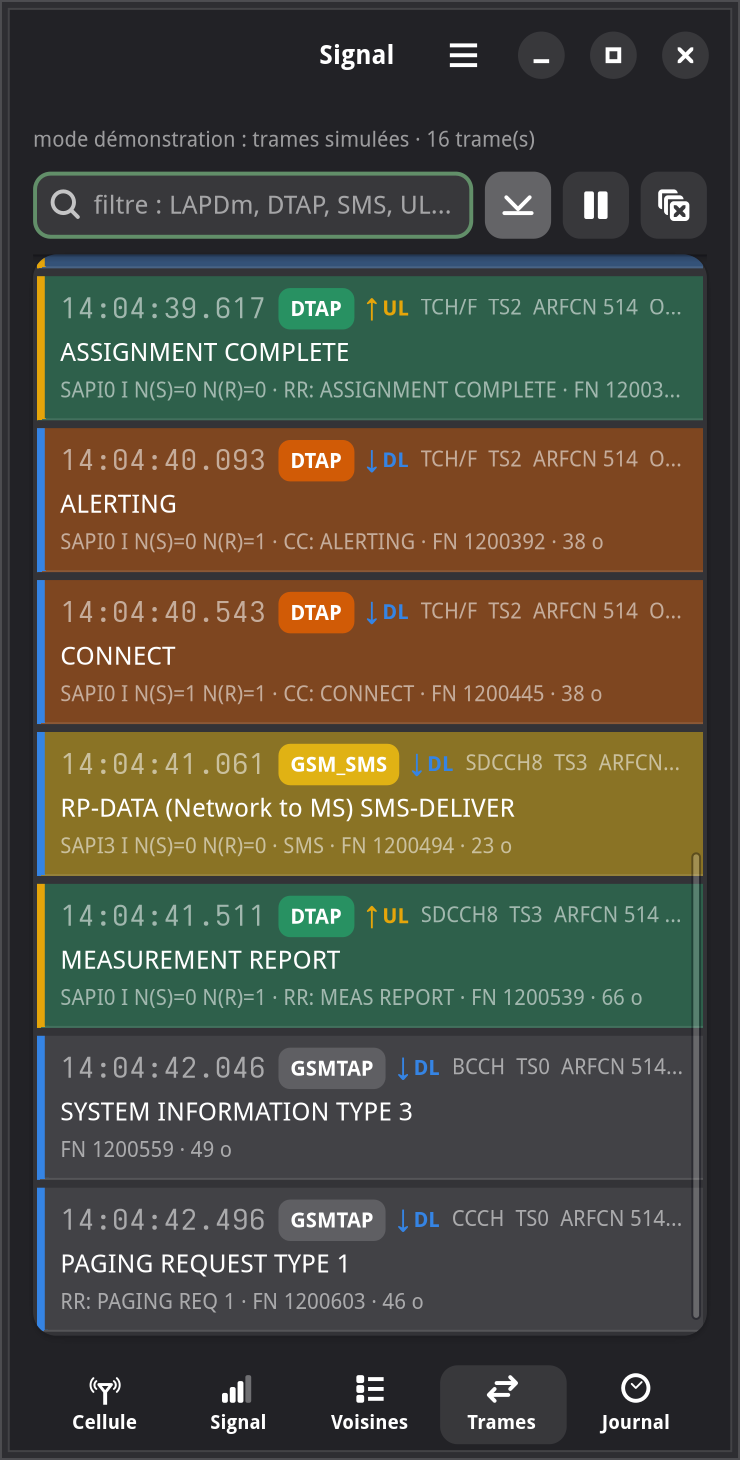 Signal
mode démonstration : trames simulées · 16 trame(s)
filtre : LAPDm, DTAP, SMS, UL...
14:04:39.617 DTAP ↑UL TCH/F TS2 ARFCN 514 O...
ASSIGNMENT COMPLETE
SAPI0 I N(S)=0 N(R)=0 · RR: ASSIGNMENT COMPLETE · FN 12003...
14:04:40.093 DTAP ↓DL TCH/F TS2 ARFCN 514 O...
ALERTING
SAPI0 I N(S)=0 N(R)=1 · CC: ALERTING · FN 1200392 · 38 o
14:04:40.543 DTAP ↓DL TCH/F TS2 ARFCN 514 O...
CONNECT
SAPI0 I N(S)=1 N(R)=1 · CC: CONNECT · FN 1200445 · 38 o
14:04:41.061 GSM_SMS ↓DL SDCCH8 TS3 ARFCN...
RP-DATA (Network to MS) SMS-DELIVER
SAPI3 I N(S)=0 N(R)=0 · SMS · FN 1200494 · 23 o
14:04:41.511 DTAP ↑UL SDCCH8 TS3 ARFCN 514 ...
MEASUREMENT REPORT
SAPI0 I N(S)=0 N(R)=1 · RR: MEAS REPORT · FN 1200539 · 66 o
14:04:42.046 GSMTAP ↓DL BCCH TS0 ARFCN 514...
SYSTEM INFORMATION TYPE 3
FN 1200559 · 49 o
14:04:42.496 GSMTAP ↓DL CCCH TS0 ARFCN 514...
PAGING REQUEST TYPE 1
RR: PAGING REQ 1 · FN 1200603 · 46 o
Cellule Signal Voisines Trames Journal